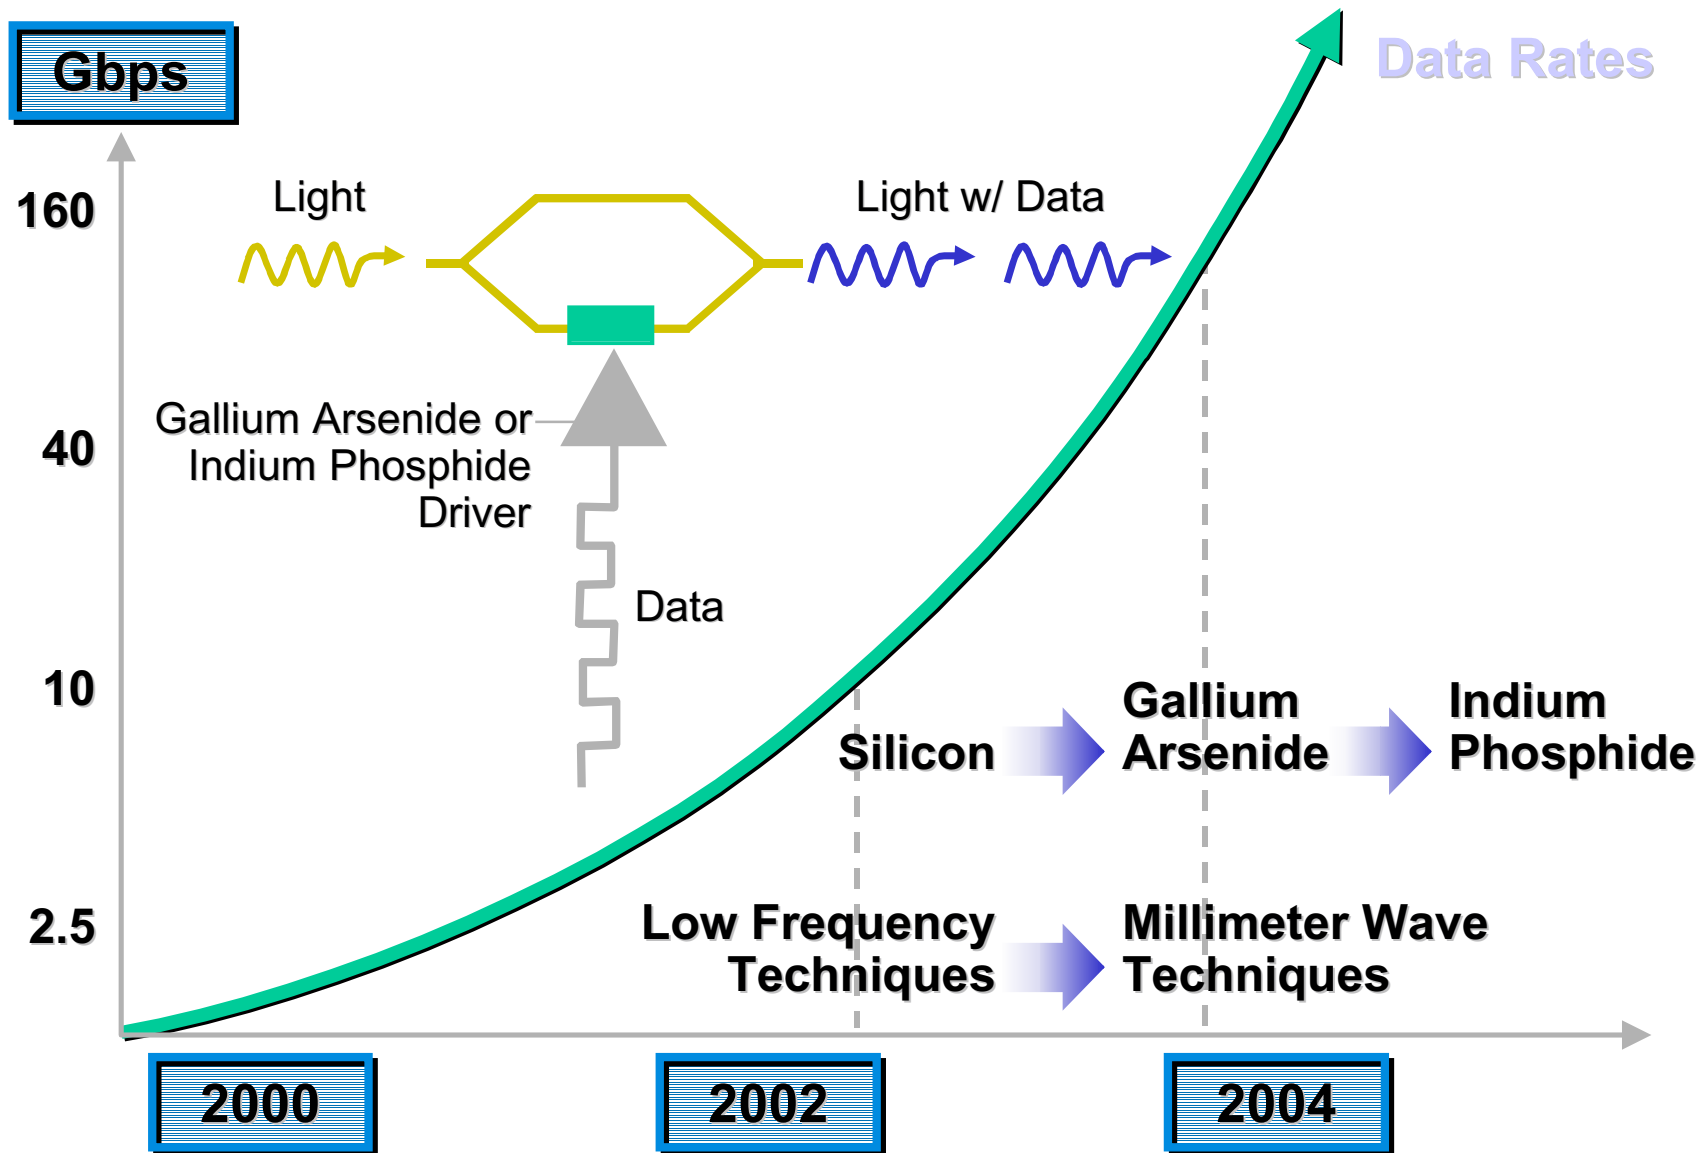 Gbps
Data Rates
160
Light
Light w/ Data
40
Gallium Arsenide or
Indium Phosphide
Driver
Data
10
Silicon
Gallium
Arsenide
Indium
Phosphide
2.5
Low Frequency
Techniques
Millimeter Wave
Techniques
2000
2002
2004